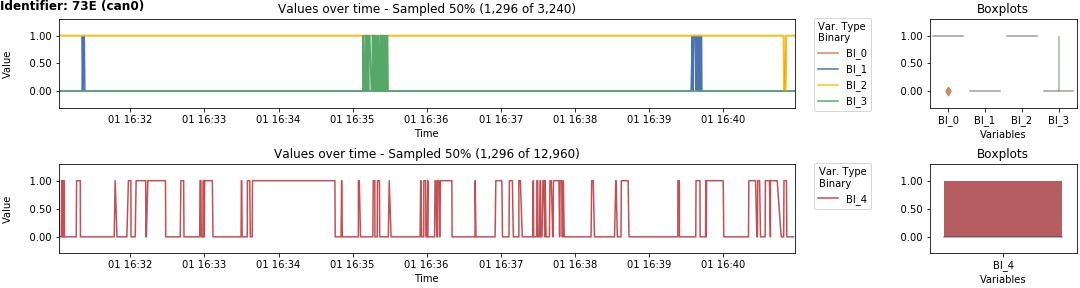 Identifier: 73E (can0)
Values over time - Sampled 50% (1,296 of 3,240)
Value
1.00
0.50
0.00
01 16:32 01 16:33 01 16:34 01 16:35 01 16:36 01 16:37 01 16:38 01 16:39 01 16:40
Time
Var. Type
Binary
BI_0
BI_1
BI_2
BI_3
Boxplots
1.00
0.50
0.00
BI_0 BI_1 BI_2 BI_3
Variables
Values over time - Sampled 50% (1,296 of 12,960)
Value
1.00
0.50
0.00
01 16:32 01 16:33 01 16:34 01 16:35 01 16:36 01 16:37 01 16:38 01 16:39 01 16:40
Time
Var. Type
Binary
BI_4
Boxplots
1.00
0.50
0.00
BI_4
Variables